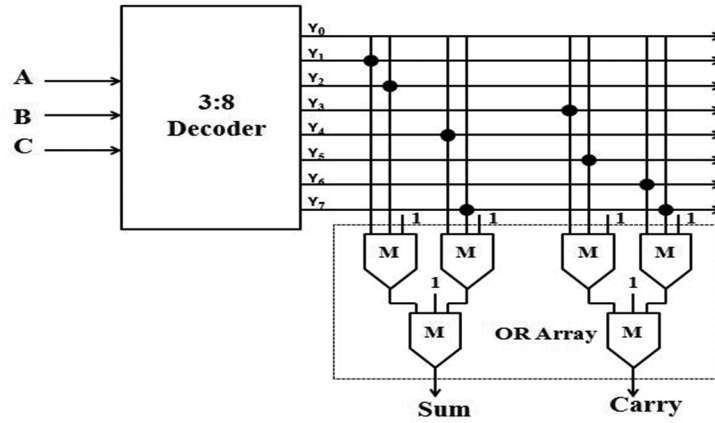 Y₀
Y₁
Y₂
Y₃
Y₄
Y₅
Y₆
Y₇
A
B
C
3:8
Decoder
1 1 1 1
M M M M
1 1
M OR Array M
Sum Carry